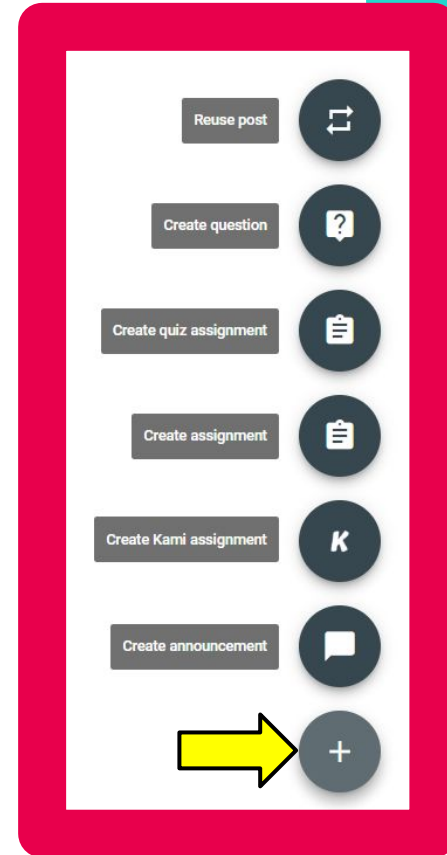 Reuse post
Create question
Create quiz assignment
Create assignment
Create Kami assignment
K
Create announcement
+